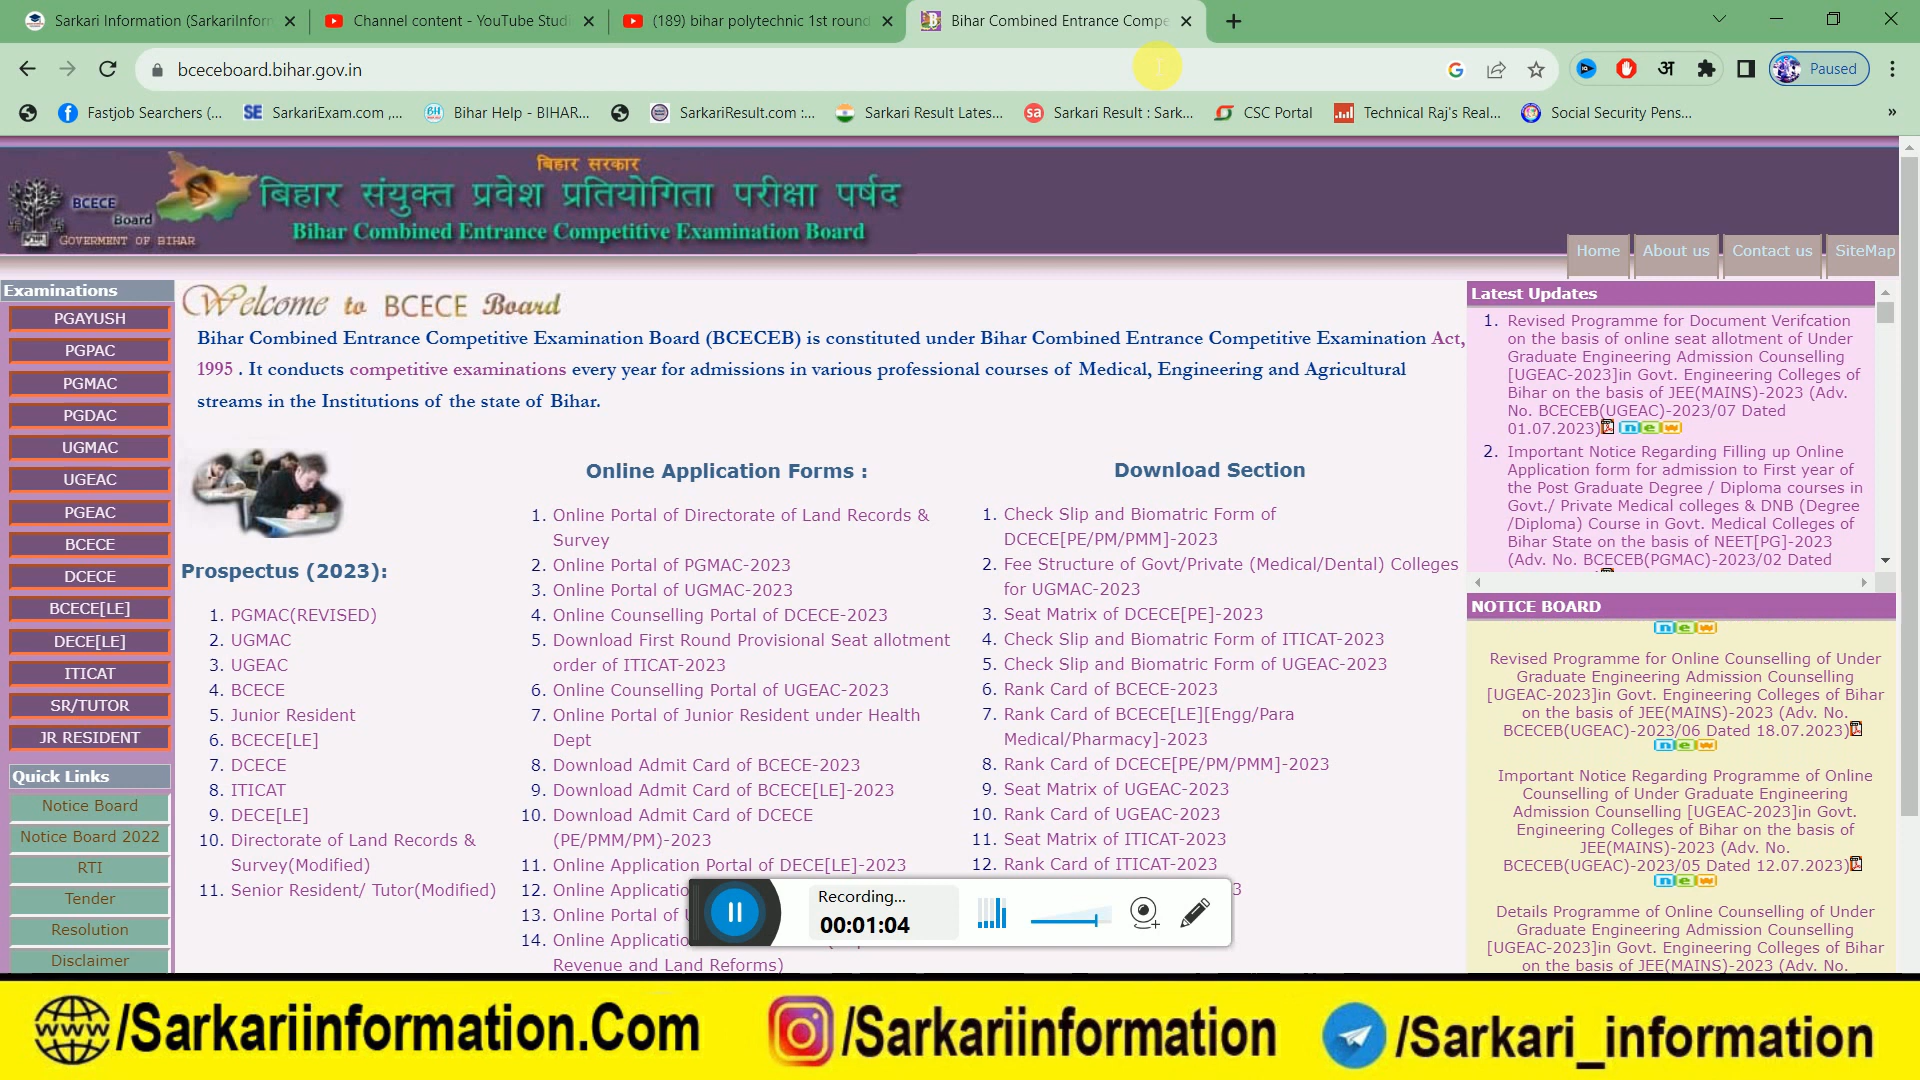 Sarkari Information (SarkariInforn
Channel content - YouTube Studi
(189) bihar polytechnic 1st round
Bihar Combined Entrance Compe
bceceboard.bihar.gov.in
अ
Paused
Fastjob Searchers (...
SE SarkariExam.com ,...
BH Bihar Help - BIHAR...
SarkariResult.com :...
Sarkari Result Lates...
sa Sarkari Result : Sark...
CSC Portal
Technical Raj's Real...
Social Security Pens...
»
बिहार सरकार
बिहार संयुक्त प्रवेश प्रतियोगिता परीक्षा पर्षद
BCECE
Board
Bihar Combined Entrance Competitive Examination Board
GOVERMENT OF BIHAR
Home
About us
Contact us
SiteMap
Examinations
PGAYUSH
PGPAC
PGMAC
PGDAC
UGMAC
UGEAC
PGEAC
BCECE
DCECE
BCECE[LE]
DECE[LE]
ITICAT
SR/TUTOR
JR RESIDENT
Quick Links
Notice Board
Notice Board 2022
RTI
Tender
Resolution
Disclaimer
Welcome to BCECE Board
Bihar Combined Entrance Competitive Examination Board (BCECEB) is constituted under Bihar Combined Entrance Competitive Examination Act,
1995 . It conducts competitive examinations every year for admissions in various professional courses of Medical, Engineering and Agricultural
streams in the Institutions of the state of Bihar.
Prospectus (2023):
1. PGMAC(REVISED)
2. UGMAC
3. UGEAC
4. BCECE
5. Junior Resident
6. BCECE[LE]
7. DCECE
8. ITICAT
9. DECE[LE]
10. Directorate of Land Records &
Survey(Modified)
11. Senior Resident/ Tutor(Modified)
Online Application Forms :
1. Online Portal of Directorate of Land Records &
Survey
2. Online Portal of PGMAC-2023
3. Online Portal of UGMAC-2023
4. Online Counselling Portal of DCECE-2023
5. Download First Round Provisional Seat allotment
order of ITICAT-2023
6. Online Counselling Portal of UGEAC-2023
7. Online Portal of Junior Resident under Health
Dept
8. Download Admit Card of BCECE-2023
9. Download Admit Card of BCECE[LE]-2023
10. Download Admit Card of DCECE
(PE/PMM/PM)-2023
11. Online Application Portal of DECE[LE]-2023
12. Online Applicatio
13. Online Portal of
14. Online Applicatio
Revenue and Land Reforms)
Download Section
1. Check Slip and Biomatric Form of
DCECE[PE/PM/PMM]-2023
2. Fee Structure of Govt/Private (Medical/Dental) Colleges
for UGMAC-2023
3. Seat Matrix of DCECE[PE]-2023
4. Check Slip and Biomatric Form of ITICAT-2023
5. Check Slip and Biomatric Form of UGEAC-2023
6. Rank Card of BCECE-2023
7. Rank Card of BCECE[LE][Engg/Para
Medical/Pharmacy]-2023
8. Rank Card of DCECE[PE/PM/PMM]-2023
9. Seat Matrix of UGEAC-2023
10. Rank Card of UGEAC-2023
11. Seat Matrix of ITICAT-2023
12. Rank Card of ITICAT-2023
3
Latest Updates
1. Revised Programme for Document Verifcation
on the basis of online seat allotment of Under
Graduate Engineering Admission Counselling
[UGEAC-2023]in Govt. Engineering Colleges of
Bihar on the basis of JEE(MAINS)-2023 (Adv.
No. BCECEB(UGEAC)-2023/07 Dated
01.07.2023) new
2. Important Notice Regarding Filling up Online
Application form for admission to First year of
the Post Graduate Degree / Diploma courses in
Govt./ Private Medical colleges & DNB (Degree
/Diploma) Course in Govt. Medical Colleges of
Bihar State on the basis of NEET[PG]-2023
(Adv. No. BCECEB(PGMAC)-2023/02 Dated
NOTICE BOARD
new
Revised Programme for Online Counselling of Under
Graduate Engineering Admission Counselling
[UGEAC-2023]in Govt. Engineering Colleges of Bihar
on the basis of JEE(MAINS)-2023 (Adv. No.
BCECEB(UGEAC)-2023/06 Dated 18.07.2023)
new
Important Notice Regarding Programme of Online
Counselling of Under Graduate Engineering
Admission Counselling [UGEAC-2023]in Govt.
Engineering Colleges of Bihar on the basis of
JEE(MAINS)-2023 (Adv. No.
BCECEB(UGEAC)-2023/05 Dated 12.07.2023)
new
Details Programme of Online Counselling of Under
Graduate Engineering Admission Counselling
[UGEAC-2023]in Govt. Engineering Colleges of Bihar
on the basis of JEE(MAINS)-2023 (Adv. No.
Recording...
00:01:04
www /Sarkariinformation.Com
/Sarkariinformation
/Sarkari_information